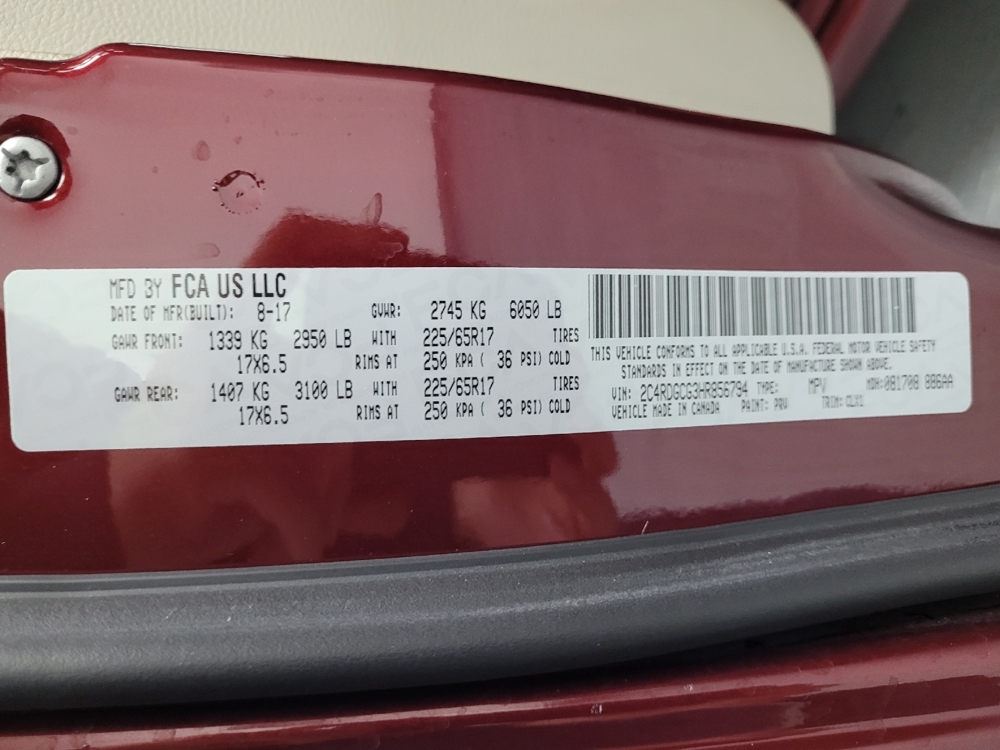 MFD BY FCA US LLC
DATE OF MFR(BUILT): 8-17 GVWR: 2745 KG 6050 LB
GAWR FRONT: 1339 KG 2950 LB WITH 225/65R17 TIRES
17X6.5 RIMS AT 250 KPA ( 36 PSI) COLD
GAWR REAR: 1407 KG 3100 LB WITH 225/65R17 TIRES
17X6.5 RIMS AT 250 KPA ( 36 PSI) COLD
THIS VEHICLE CONFORMS TO ALL APPLICABLE U.S.A. FEDERAL MOTOR VEHICLE SAFETY
STANDARDS IN EFFECT ON THE DATE OF MANUFACTURE SHOWN ABOVE.
VIN: 2C4RDGCG3HR856794 TYPE: MPV MDH:
VEHICLE MADE IN CANADA PAINT: PRV TRIM: